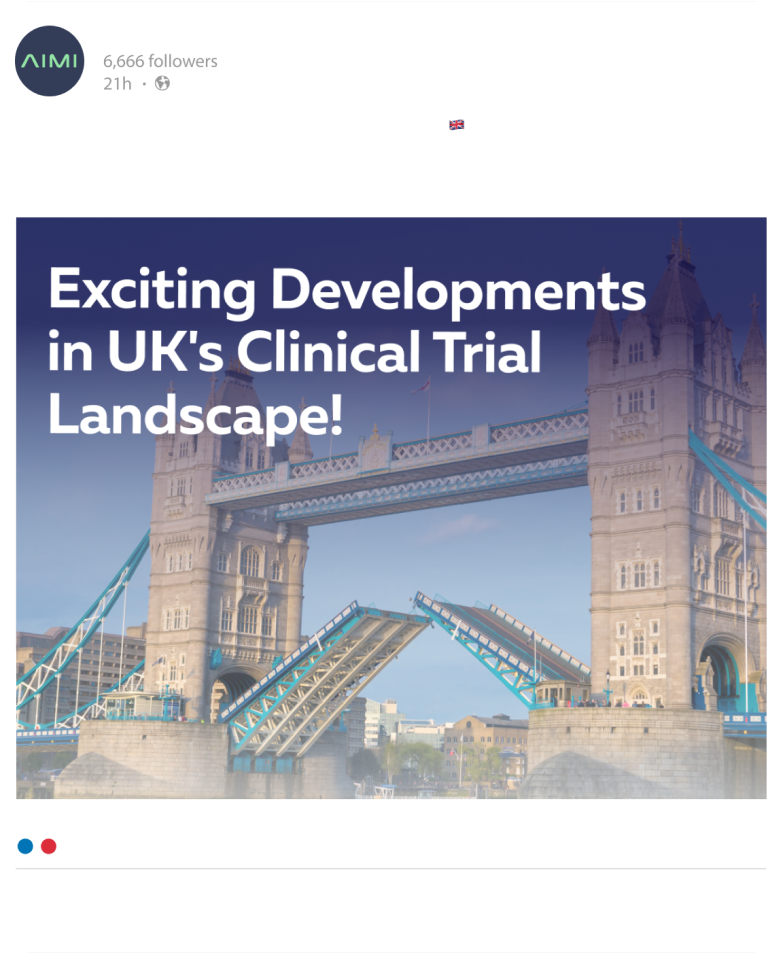 AIMI
6,666 followers
21h ·
Exciting Developments
in UK's Clinical Trial
Landscape!